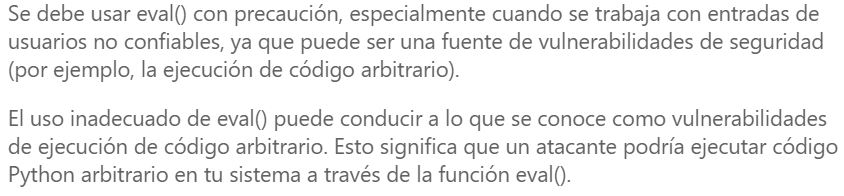 Se debe usar eval() con precaución, especialmente cuando se trabaja con entradas de
usuarios no confiables, ya que puede ser una fuente de vulnerabilidades de seguridad
(por ejemplo, la ejecución de código arbitrario).
El uso inadecuado de eval() puede conducir a lo que se conoce como vulnerabilidades
de ejecución de código arbitrario. Esto significa que un atacante podría ejecutar código
Python arbitrario en tu sistema a través de la función eval().